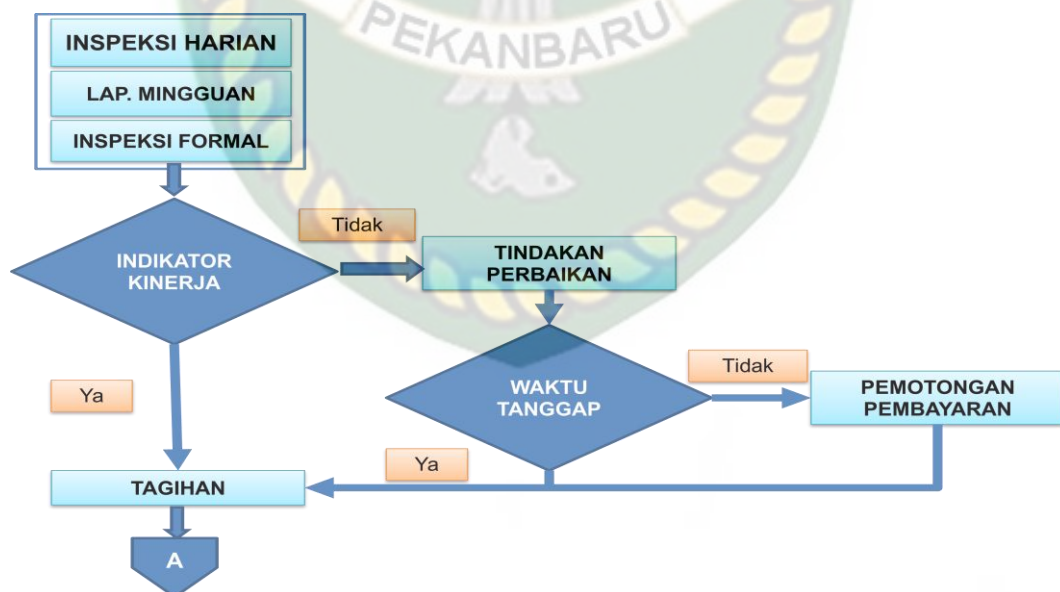 PEKANBARU
INSPEKSI HARIAN
LAP. MINGGUAN
INSPEKSI FORMAL
Tidak
INDIKATOR
KINERJA
TINDAKAN
PERBAIKAN
Tidak
WAKTU
TANGGAP
PEMOTONGAN
PEMBAYARAN
Ya
Ya
TAGIHAN
A